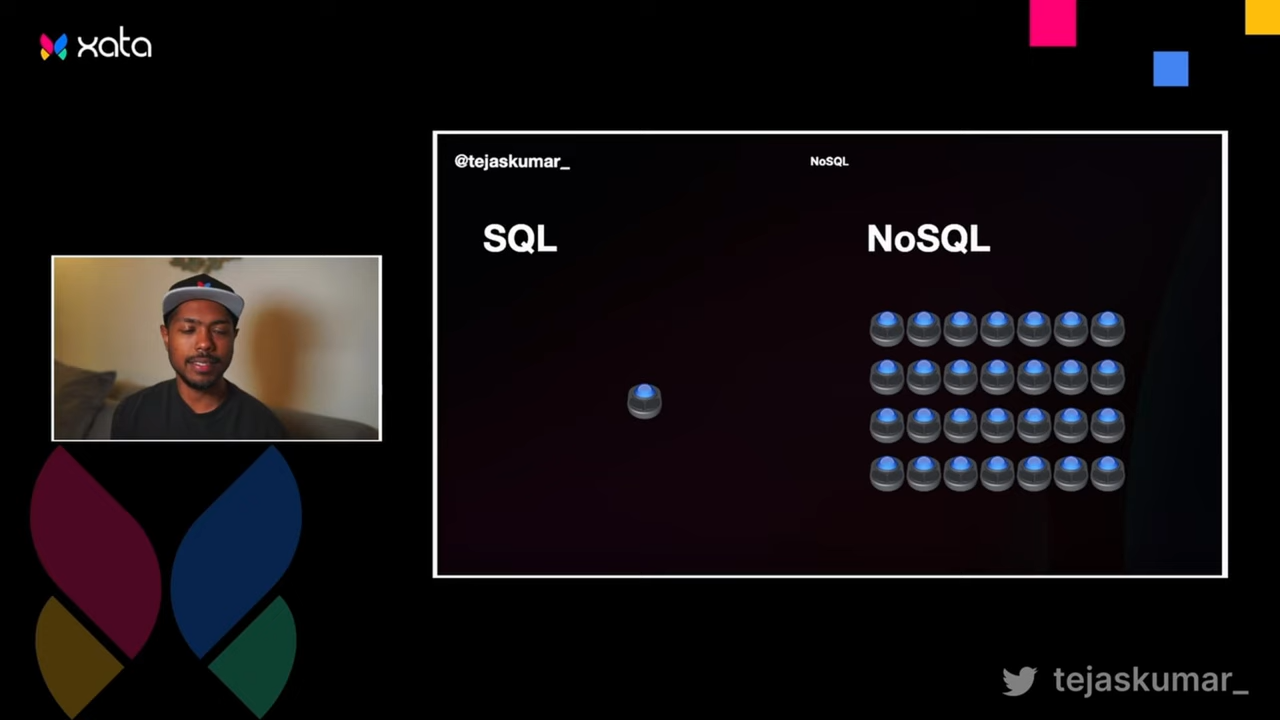 xata
@tejaskumar_
NoSQL
SQL
NoSQL
tejaskumar_